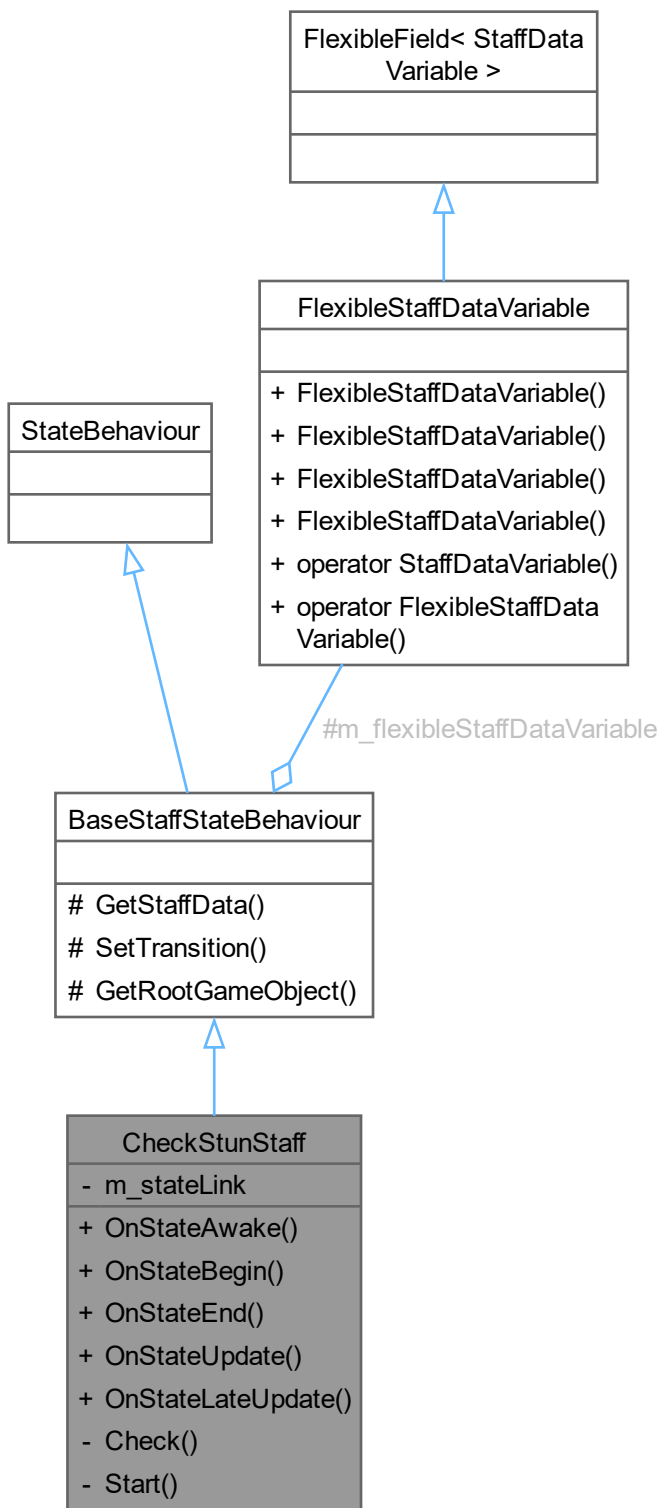 FlexibleField< StaffData
Variable >
FlexibleStaffDataVariable
+ FlexibleStaffDataVariable()
+ FlexibleStaffDataVariable()
+ FlexibleStaffDataVariable()
+ FlexibleStaffDataVariable()
+ operator StaffDataVariable()
+ operator FlexibleStaffData
Variable()
StateBehaviour
#m_flexibleStaffDataVariable
BaseStaffStateBehaviour
# GetStaffData()
# SetTransition()
# GetRootGameObject()
CheckStunStaff
- m_stateLink
+ OnStateAwake()
+ OnStateBegin()
+ OnStateEnd()
+ OnStateUpdate()
+ OnStateLateUpdate()
- Check()
- Start()